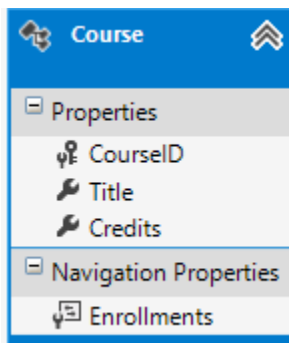 Course
Properties
CourseID
Title
Credits
Navigation Properties
Enrollments